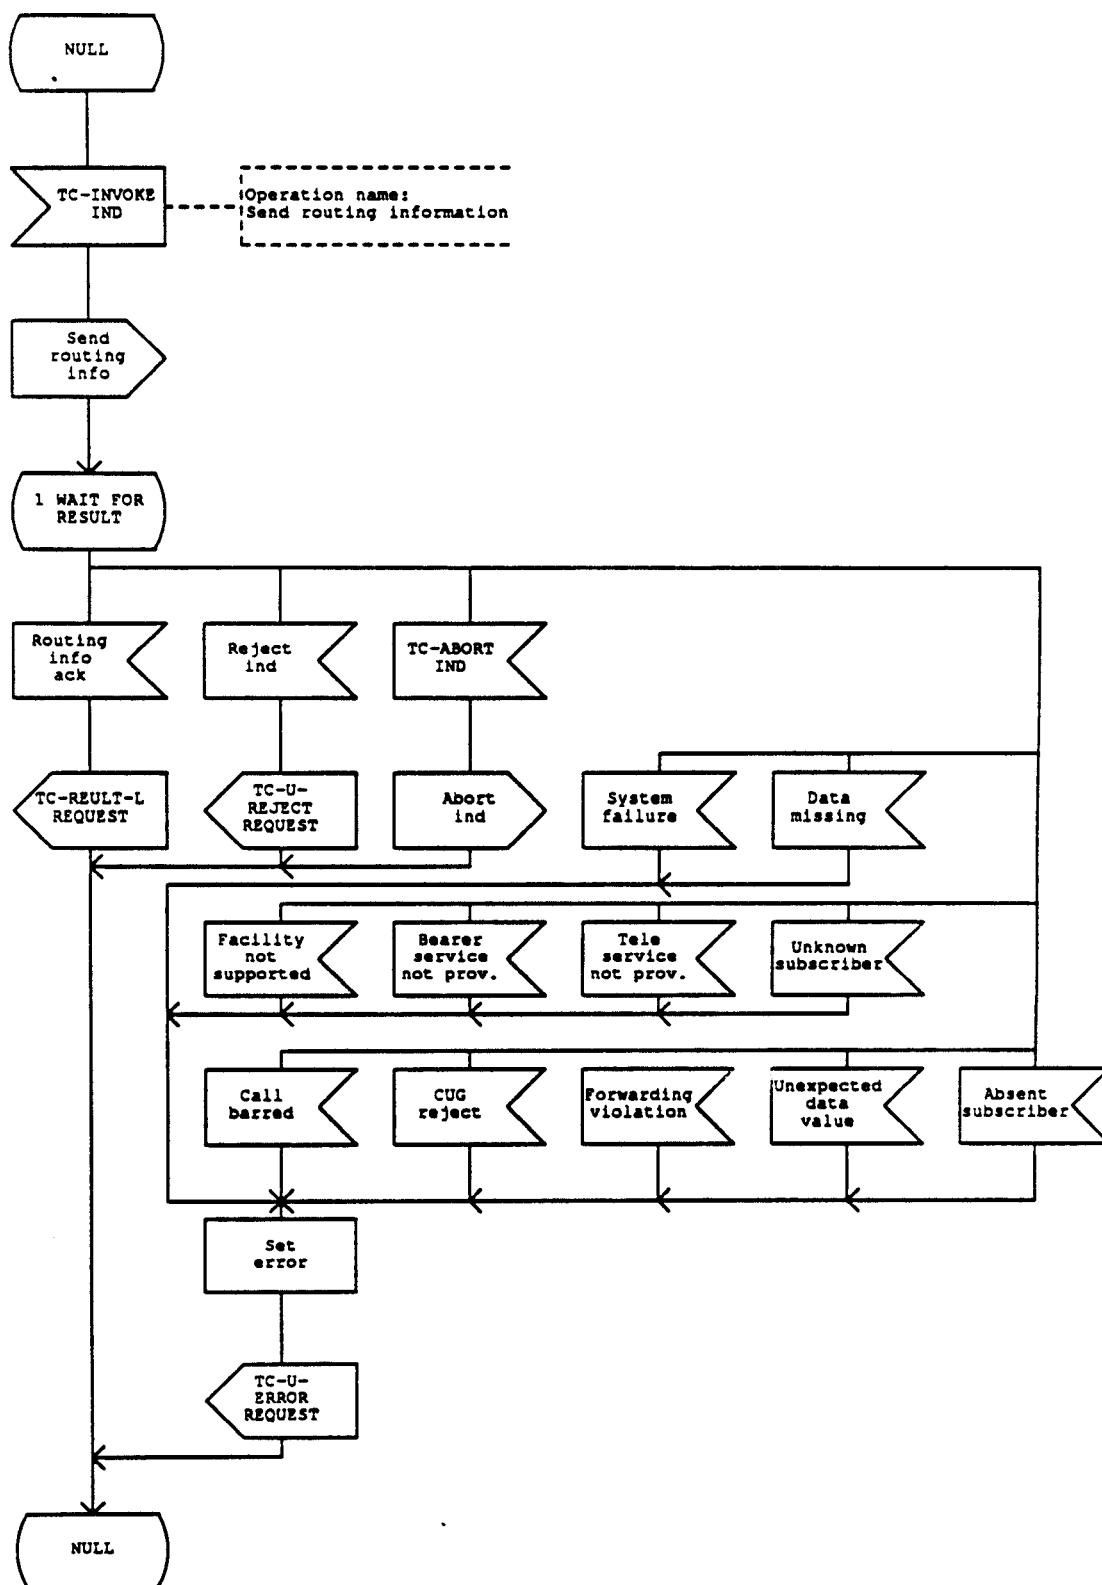 NULL
TC-INVOKE
IND
Operation name:
Send routing information
Send
routing
info
1 WAIT FOR
RESULT
Routing
info
ack
Reject
ind
TC-ABORT
IND
TC-REULT-L
REQUEST
TC-U-
REJECT
REQUEST
Abort
ind
System
failure
Data
missing
Facility
not
supported
Bearer
service
not prov.
Tele
service
not prov.
Unknown
subscriber
Call
barred
CUG
reject
Forwarding
violation
Unexpected
data
value
Absent
subscriber
Set
error
TC-U-
ERROR
REQUEST
NULL